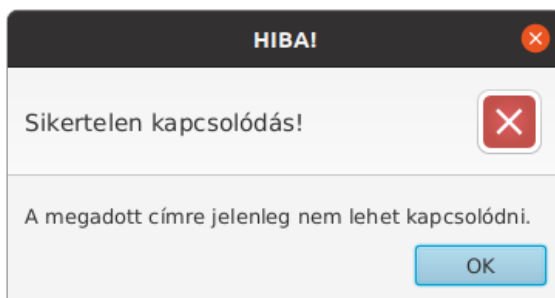 HIBA!
Sikertelen kapcsolódás!
A megadott címre jelenleg nem lehet kapcsolódni.
OK